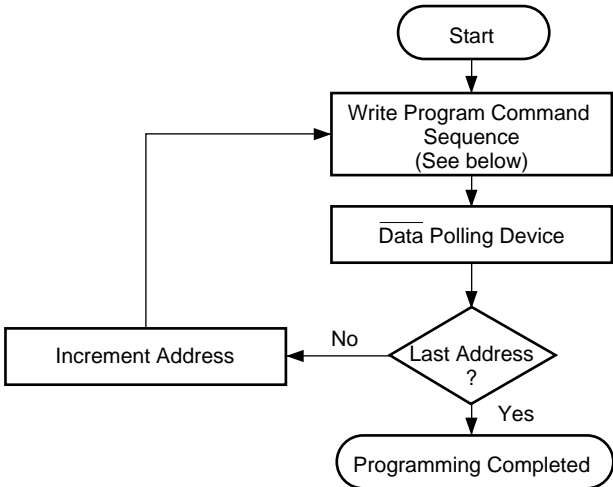 Start
Write Program Command
Sequence
(See below)
Data Polling Device
Increment Address
No
Last Address
?
Yes
Programming Completed